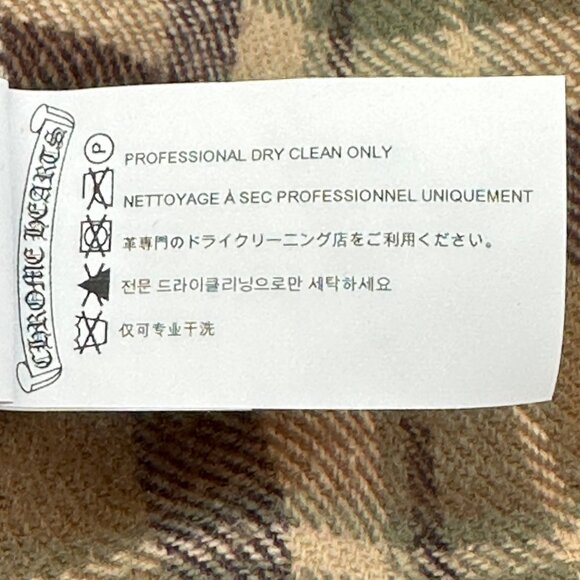 CHROME HEARTS
P
PROFESSIONAL DRY CLEAN ONLY
NETTOYAGE À SEC PROFESSIONNEL UNIQUEMENT
革専門のドライクリーニング店をご利用ください。
전문 드라이클리닝으로만 세탁하세요
仅可专业干洗